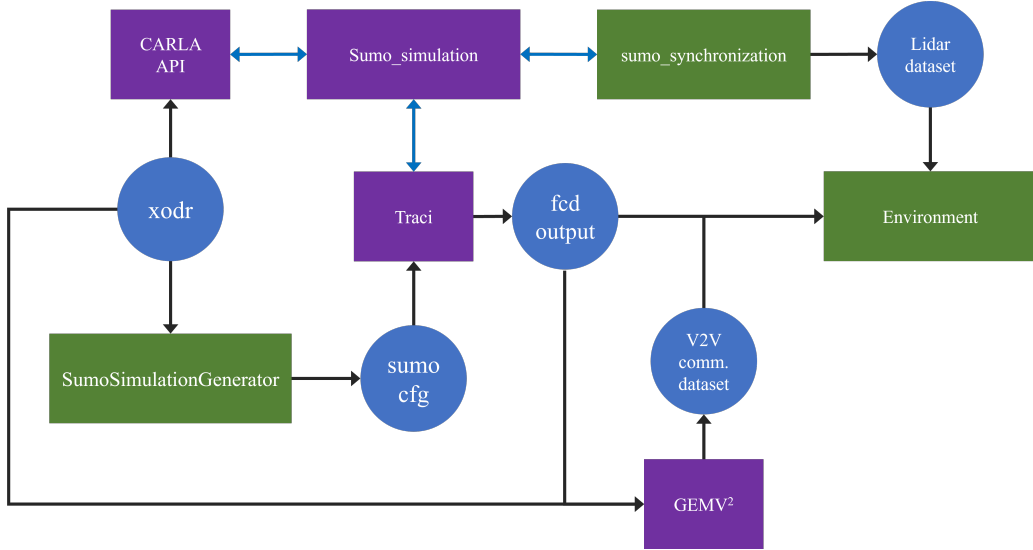 CARLA
API
Sumo_simulation
sumo_synchronization
Lidar
dataset
xodr
Traci
fcd
output
Environment
SumoSimulationGenerator
sumo
cfg
V2V
comm.
dataset
GEMV²